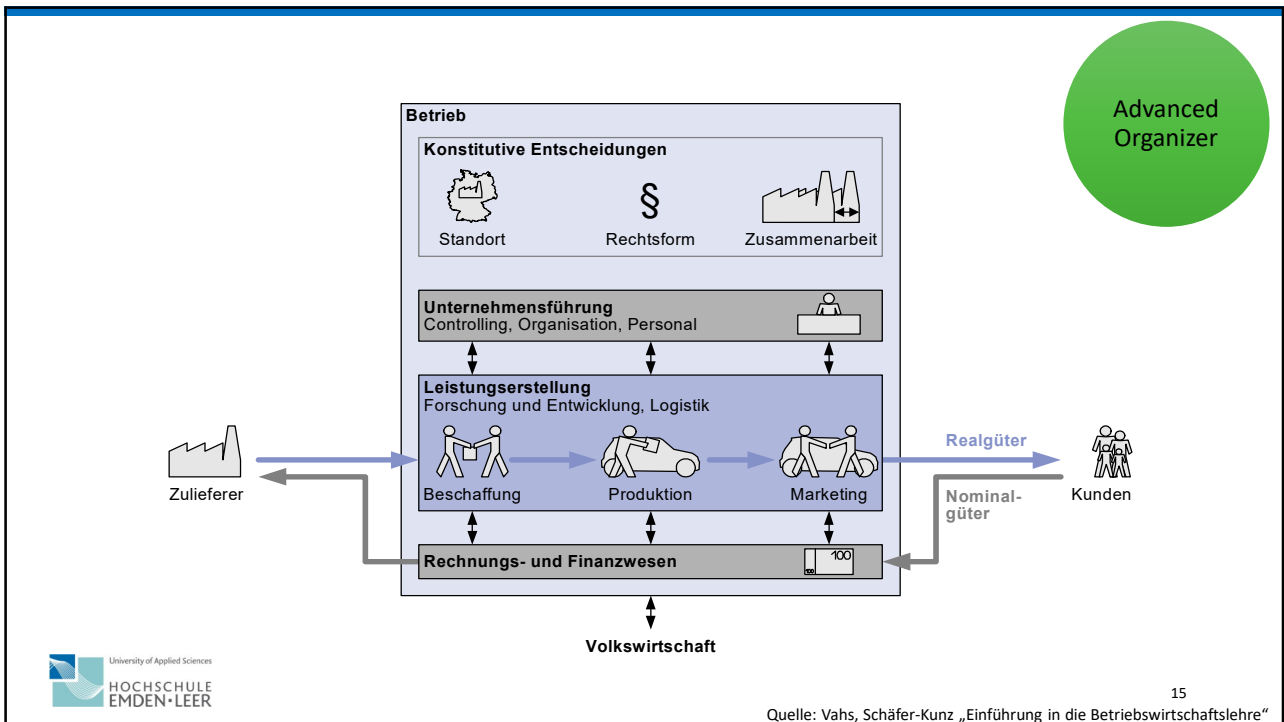 Advanced
Organizer
Betrieb
Konstitutive Entscheidungen
§
Standort
Rechtsform
Zusammenarbeit
Unternehmensführung
Controlling, Organisation, Personal
Leistungserstellung
Forschung und Entwicklung, Logistik
Realgüter
Zulieferer
Beschaffung
Produktion
Marketing
Nominal-
güter
Kunden
Rechnungs- und Finanzwesen
100
100
Volkswirtschaft
University of Applied Sciences
HOCHSCHULE
EMDEN•LEER
15
Quelle: Vahs, Schäfer-Kunz „Einführung in die Betriebswirtschaftslehre“